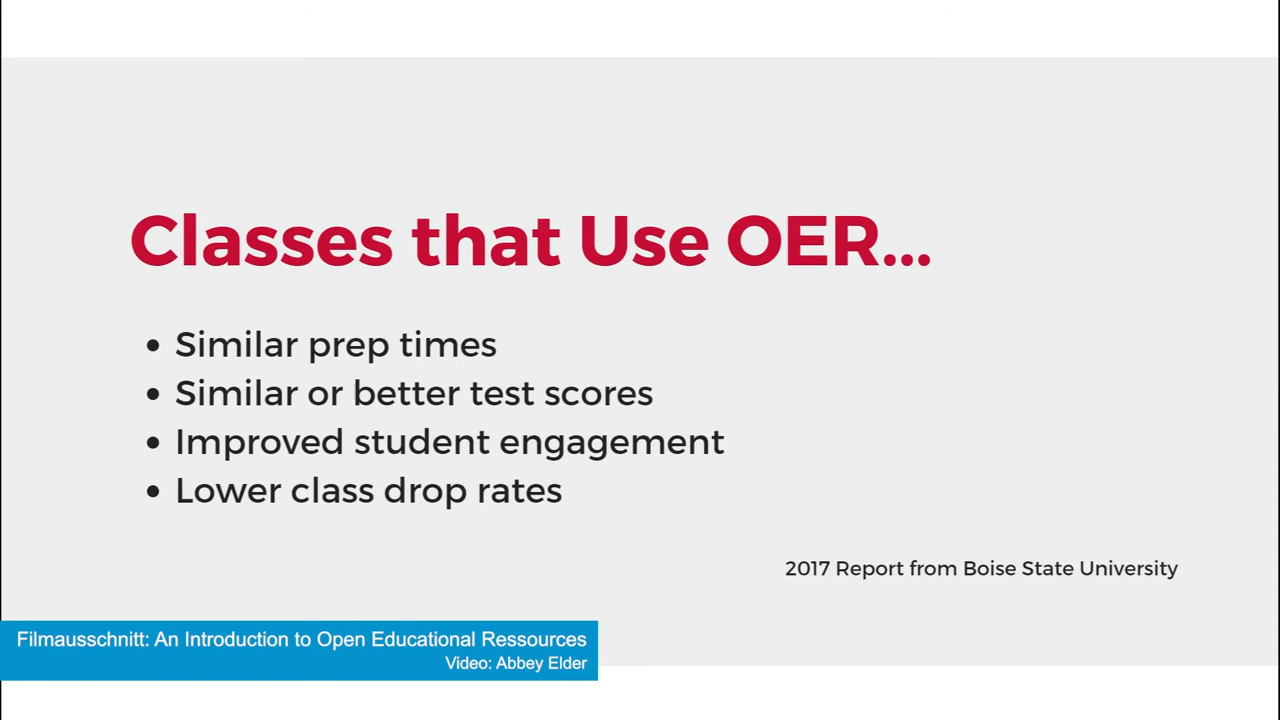 Classes that Use OER...
• Similar prep times
• Similar or better test scores
• Improved student engagement
• Lower class drop rates
2017 Report from Boise State University
Filmausschnitt: An Introduction to Open Educational Ressources
Video: Abbey Elder